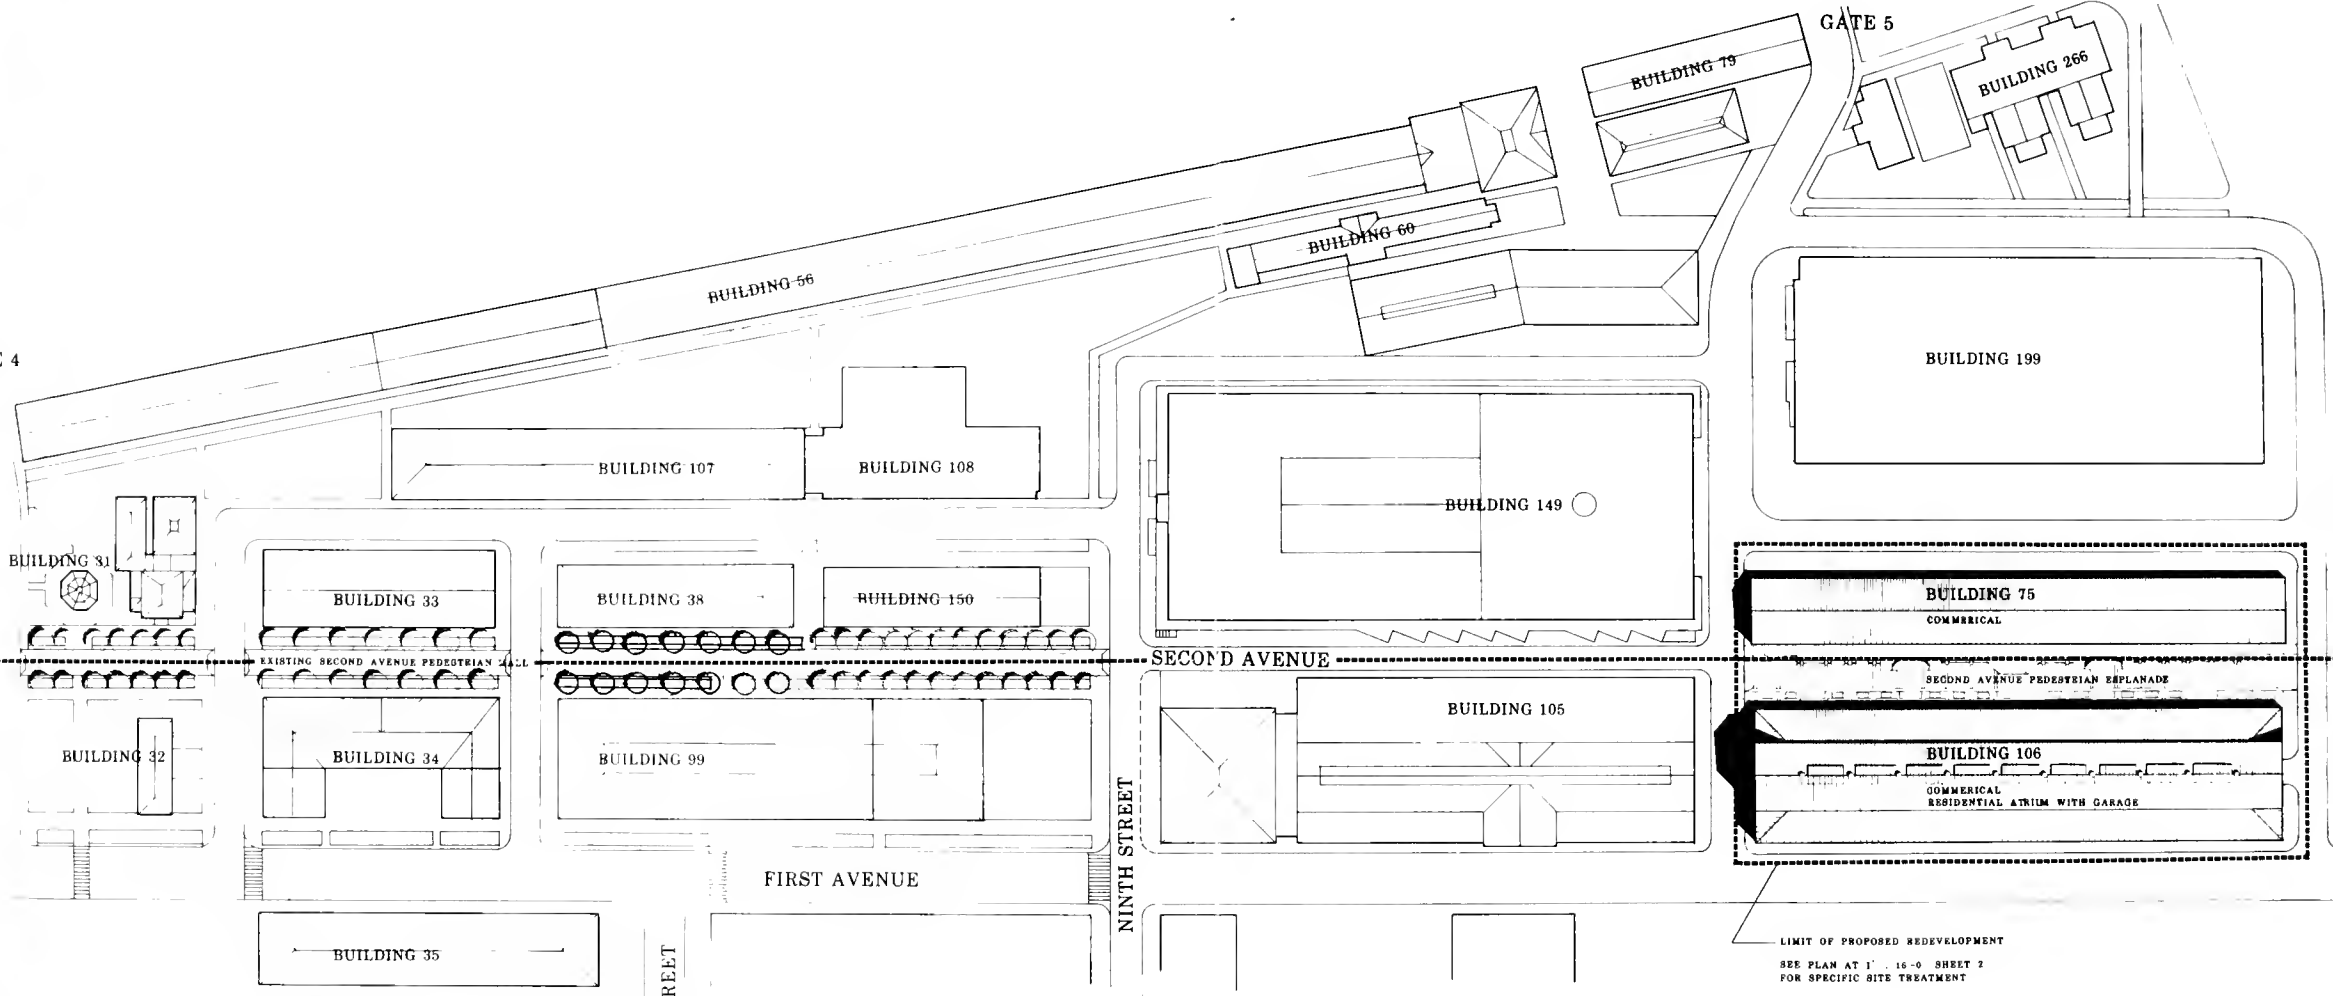 GATE 5
BUILDING 79
BUILDING 266
BUILDING 60
BUILDING 56
BUILDING 199
4
BUILDING 107
BUILDING 108
BUILDING 149
BUILDING 31
BUILDING 33
BUILDING 38
BUILDING 150
BUILDING 75
COMMERICAL
EXISTING SECOND AVENUE PEDESTRIAN MALL
SECOND AVENUE
SECOND AVENUE PEDESTRIAN ESPLANADE
BUILDING 105
BUILDING 32
BUILDING 34
BUILDING 99
BUILDING 106
COMMERICAL
RESIDENTIAL ATRIUM WITH GARAGE
NINTH STREET
FIRST AVENUE
BUILDING 35
REET
LIMIT OF PROPOSED REDEVELOPMENT
SEE PLAN AT 1" . 16-0 SHEET 2
FOR SPECIFIC SITE TREATMENT